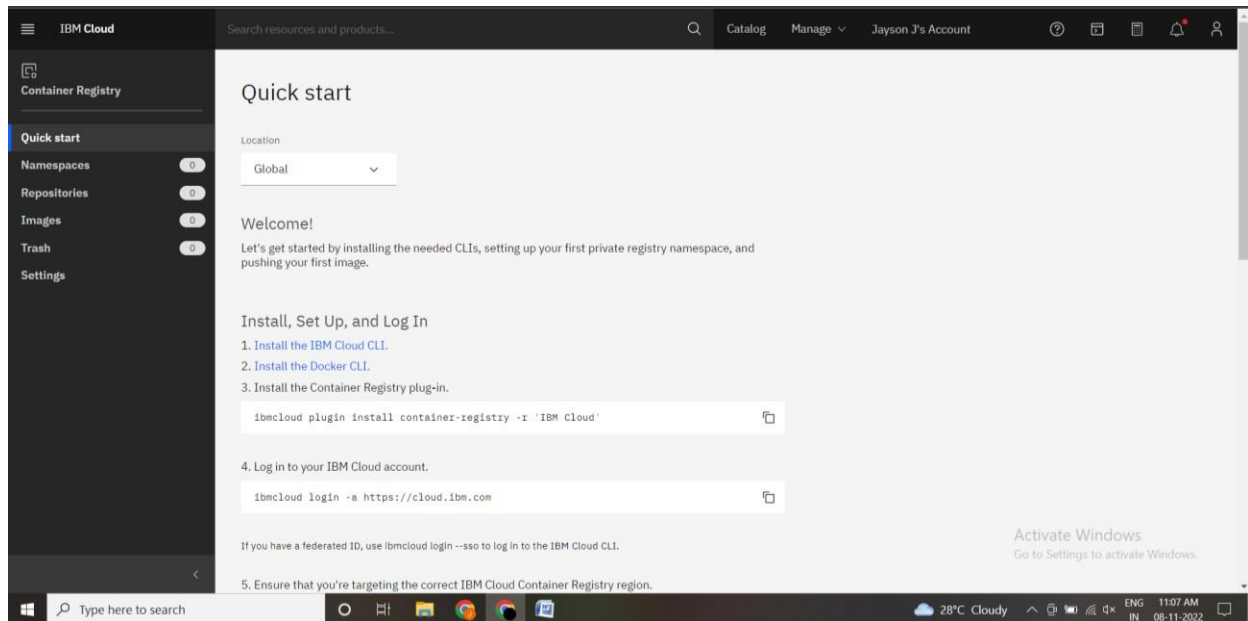 IBM Cloud
Search resources and products...
Catalog
Manage
Jayson J's Account
Container Registry
Quick start
Namespaces 0
Repositories 0
Images 0
Trash 0
Settings
Quick start
Location
Global
Welcome!
Let's get started by installing the needed CLIs, setting up your first private registry namespace, and
pushing your first image.
Install, Set Up, and Log In
1. Install the IBM Cloud CLI.
2. Install the Docker CLI.
3. Install the Container Registry plug-in.
ibmcloud plugin install container-registry -r 'IBM Cloud'
4. Log in to your IBM Cloud account.
ibmcloud login -a https://cloud.ibm.com
If you have a federated ID, use ibmcloud login --sso to log in to the IBM Cloud CLI.
5. Ensure that you're targeting the correct IBM Cloud Container Registry region.
Activate Windows
Go to Settings to activate Windows.
Type here to search
28°C Cloudy
ENG
IN
11:07 AM
08-11-2022